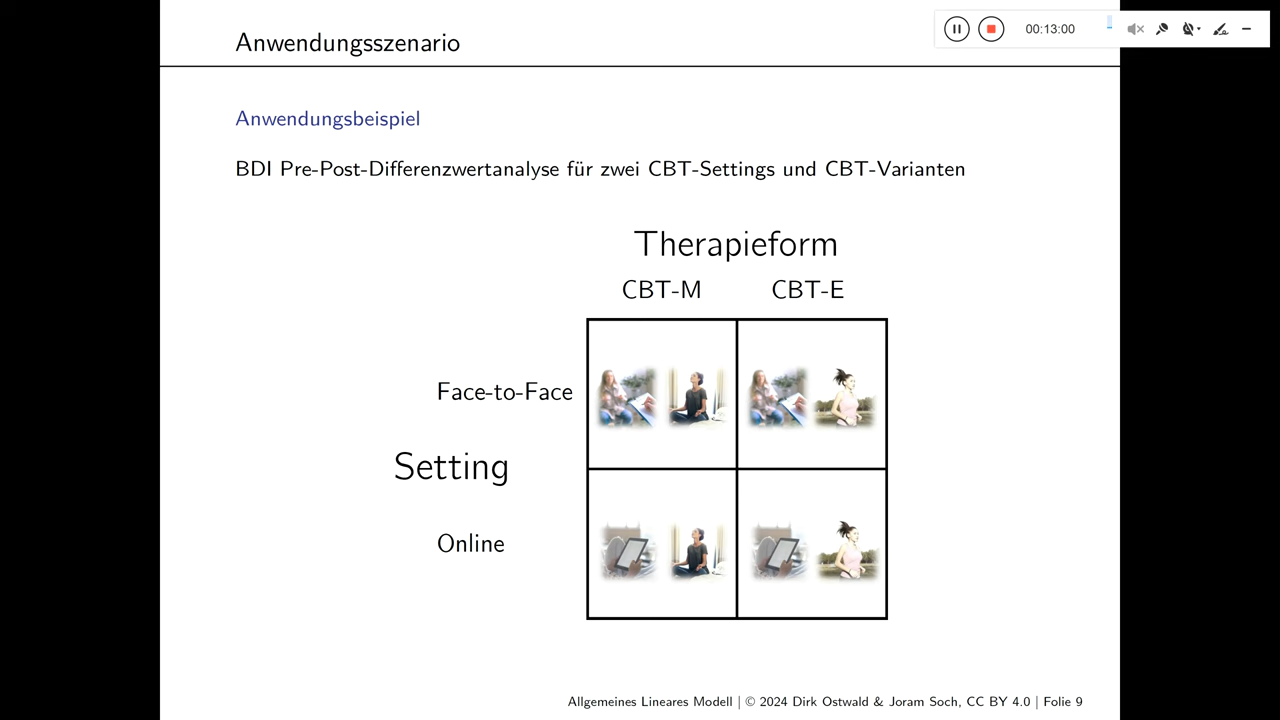 Anwendungsszenario
00:13:00
Anwendungsbeispiel
BDI Pre-Post-Differenzwertanalyse für zwei CBT-Settings und CBT-Varianten
Therapieform
CBT-M CBT-E
Face-to-Face
Setting
Online
Allgemeines Lineares Modell | © 2024 Dirk Ostwald & Joram Soch, CC BY 4.0 | Folie 9